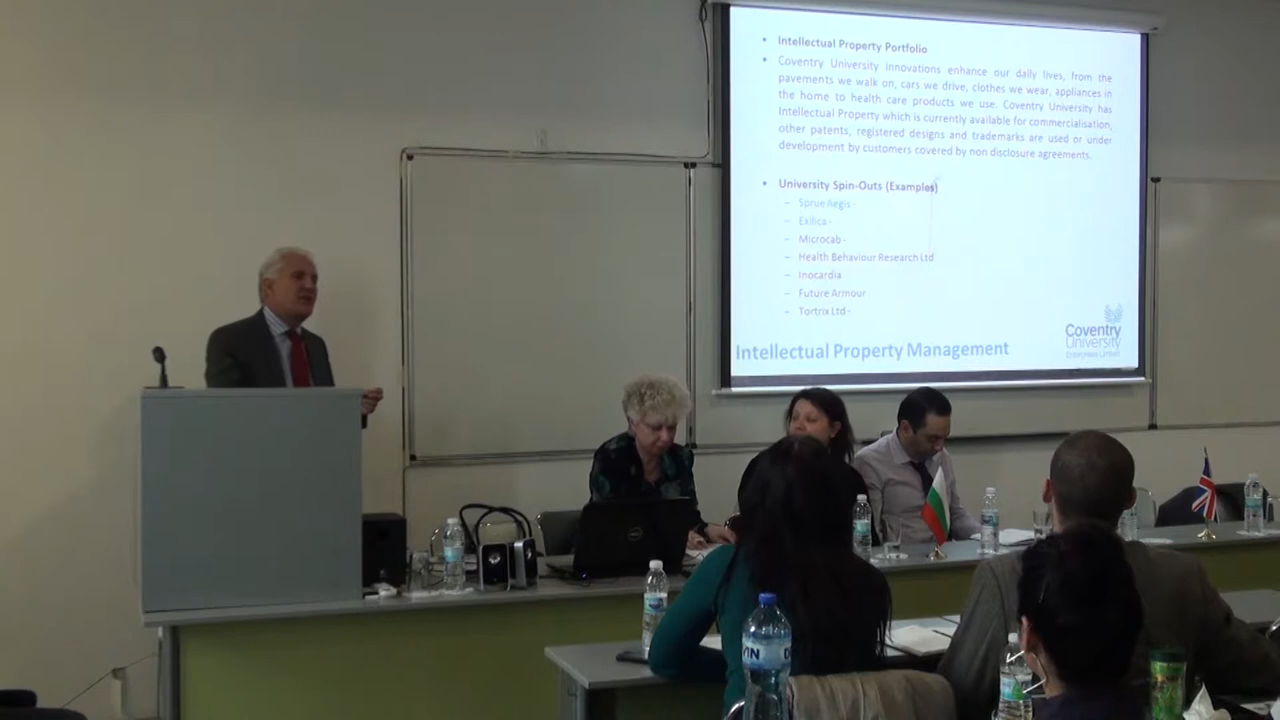 • Intellectual Property Portfolio
• Coventry University innovations enhance our daily lives, from the
pavements we walk on, cars we drive, clothes we wear, appliances in
the home to health care products we use. Coventry University has
Intellectual Property which is currently available for commercialisation,
other patents, registered designs and trademarks are used or under
development by customers covered by non disclosure agreements.
• University Spin-Outs (Examples)
– Sprue Aegis -
– Exilica -
– Microcab -
– Health Behaviour Research Ltd
– Inocardia
– Future Armour
– Tortrix Ltd -
Intellectual Property Management
Coventry
University
Enterprises Limited
DELL